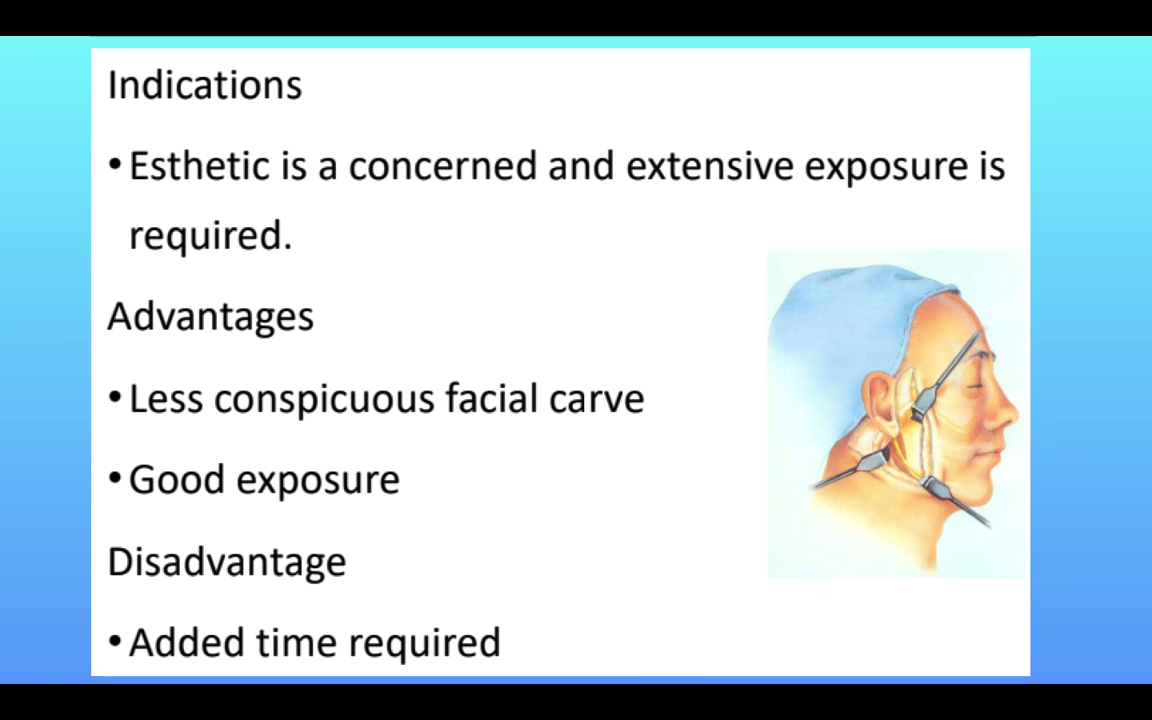 Indications
• Esthetic is a concerned and extensive exposure is
required.
Advantages
• Less conspicuous facial carve
• Good exposure
Disadvantage
• Added time required